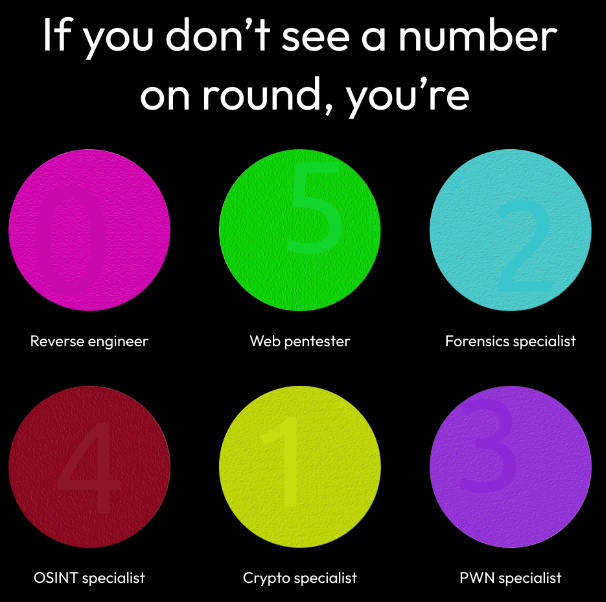 If you don't see a number
on round, you're
0 5 2
Reverse engineer Web pentester Forensics specialist
4 1 3
OSINT specialist Crypto specialist PWN specialist